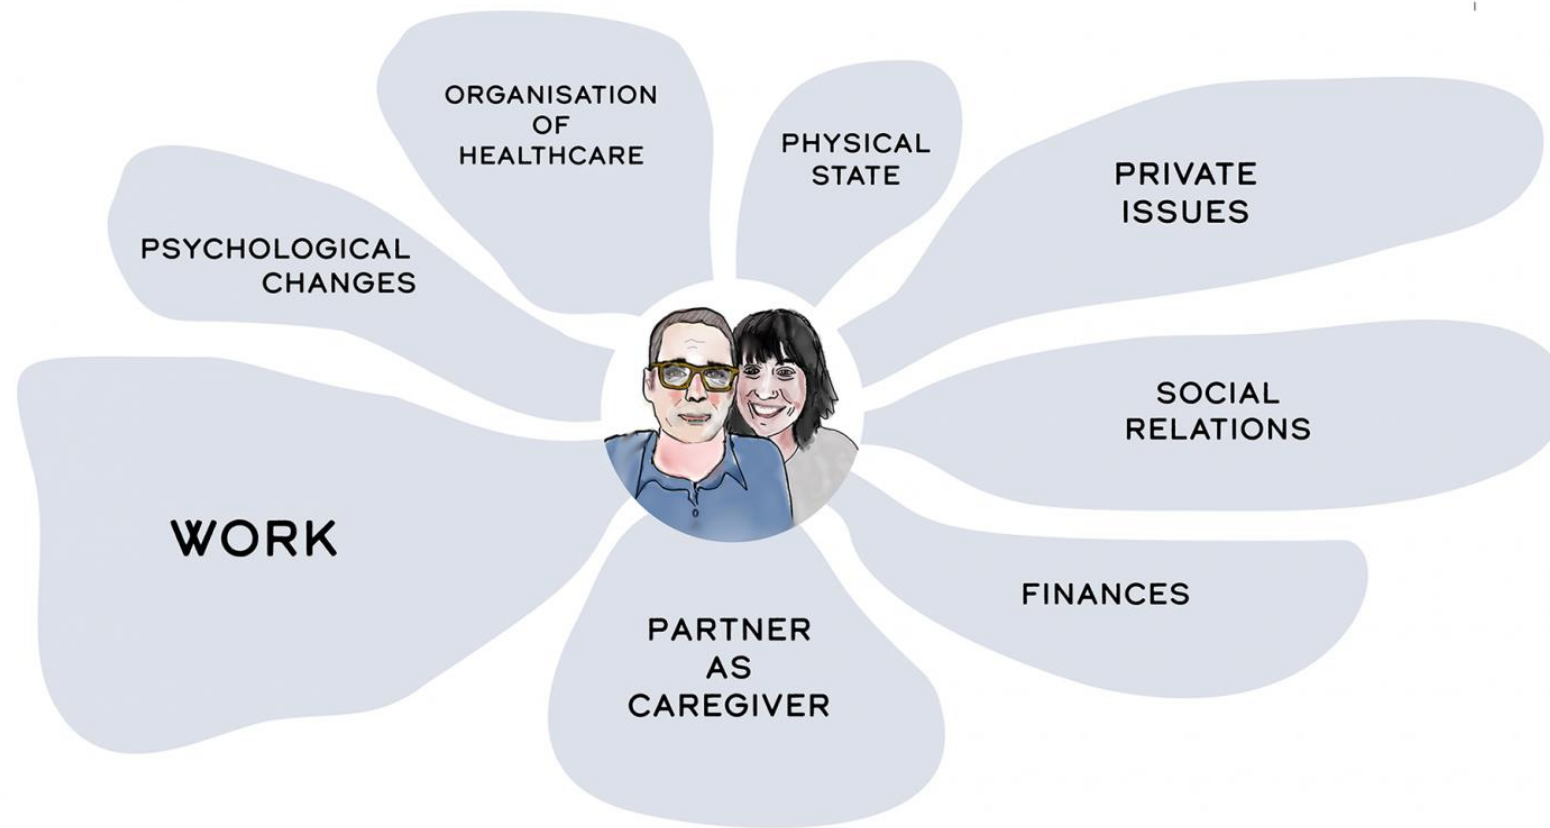 ORGANISATION
OF
HEALTHCARE
PHYSICAL
STATE
PRIVATE
ISSUES
PSYCHOLOGICAL
CHANGES
SOCIAL
RELATIONS
WORK
FINANCES
PARTNER
AS
CAREGIVER